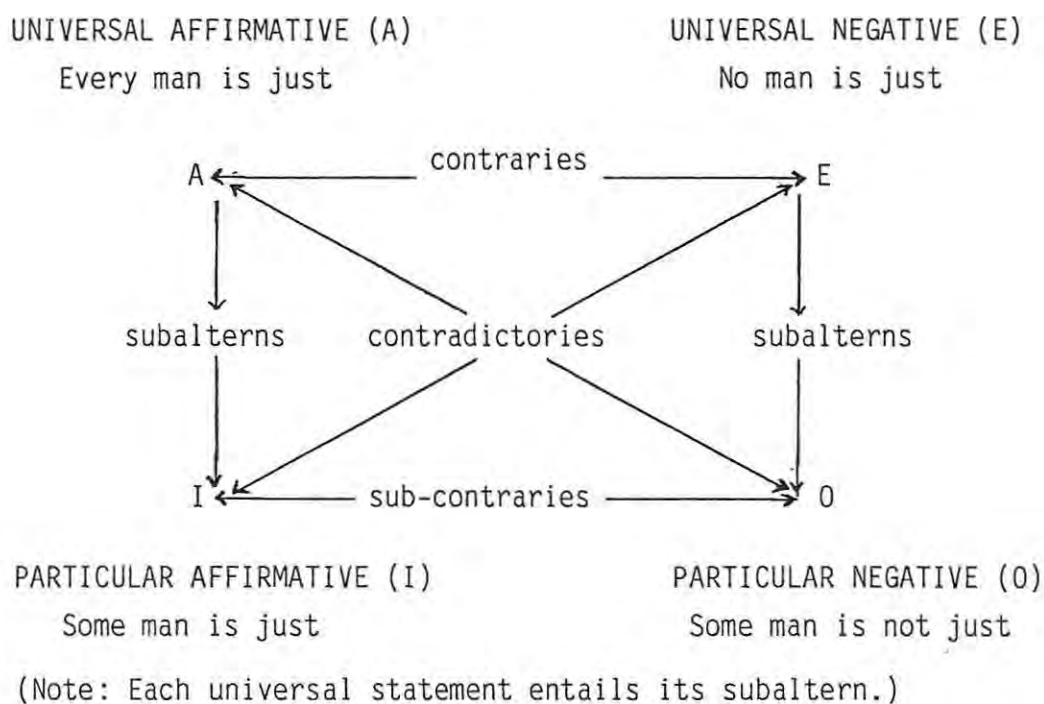 UNIVERSAL AFFIRMATIVE (A) UNIVERSAL NEGATIVE (E)
Every man is just No man is just
A contraries E
subalterns contradictories subalterns
I sub-contraries O
PARTICULAR AFFIRMATIVE (I) PARTICULAR NEGATIVE (O)
Some man is just Some man is not just
(Note: Each universal statement entails its subaltern.)